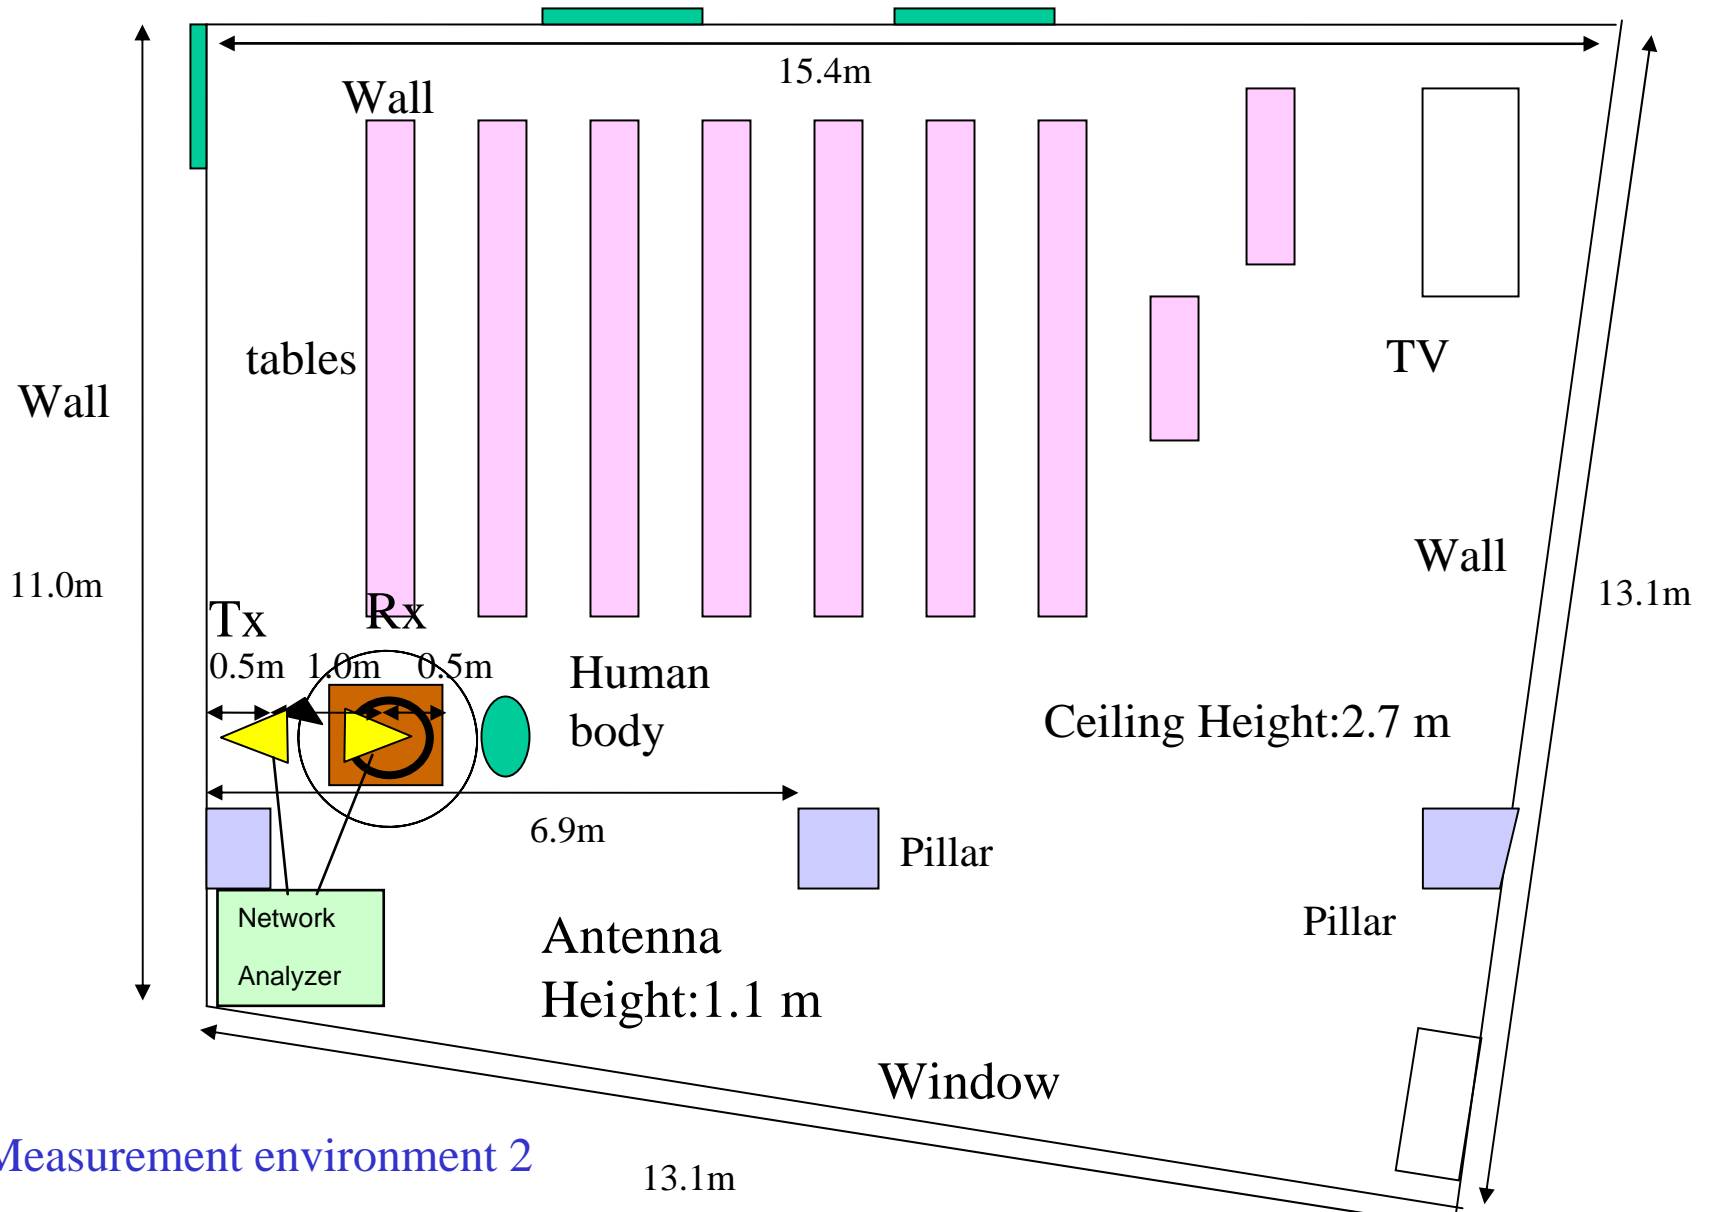 15.4m
Wall
tables
TV
Wall
Wall
11.0m
13.1m
Tx
Rx
0.5m
1.0m
0.5m
Human
body
Ceiling Height:2.7 m
6.9m
Pillar
Pillar
Network
Analyzer
Antenna
Height:1.1 m
Window
Measurement environment 2
13.1m